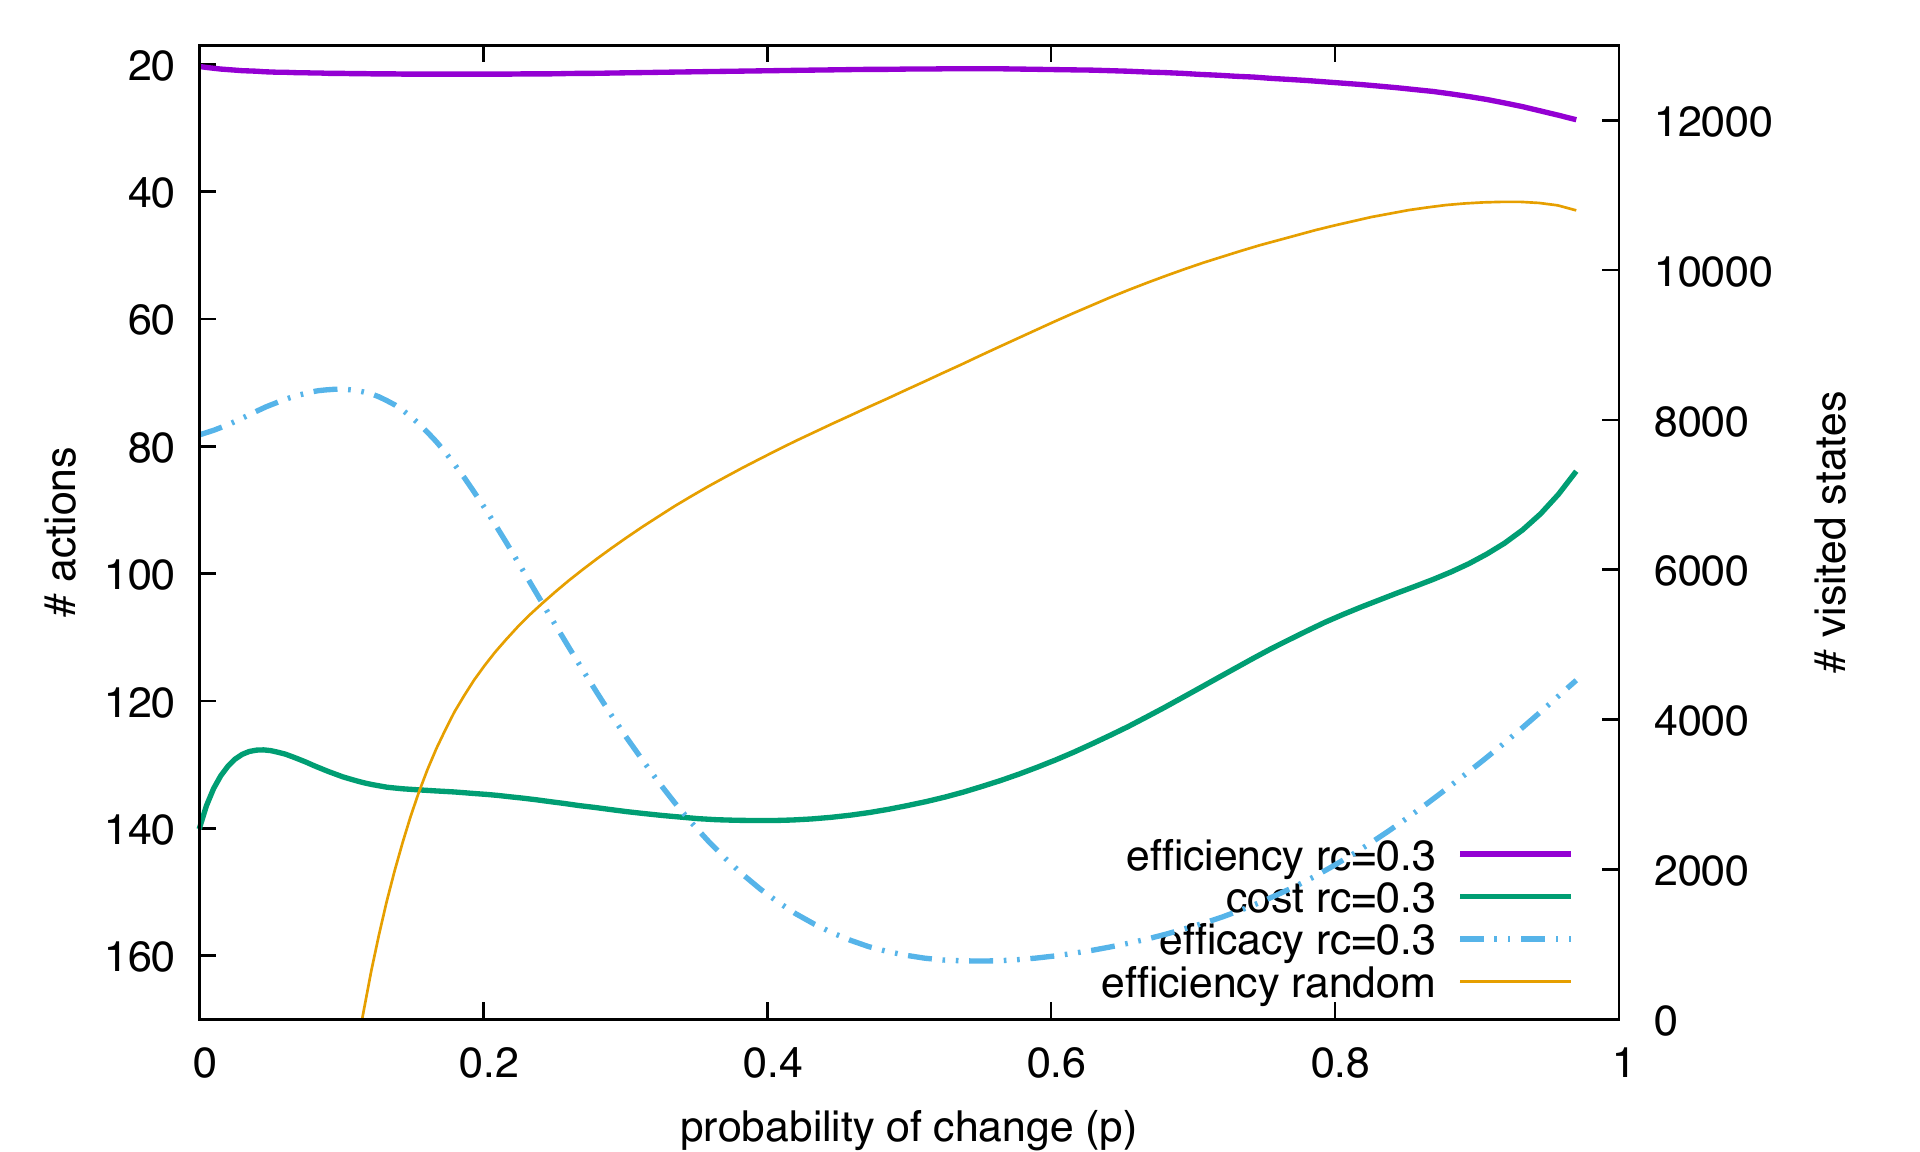 20
40
60
80
100
120
140
160
# actions
12000
10000
8000
6000
4000
2000
0
# visited states
efficiency rc=0.3
cost rc=0.3
efficacy rc=0.3
efficiency random
0 0.2 0.4 0.6 0.8 1
probability of change (p)